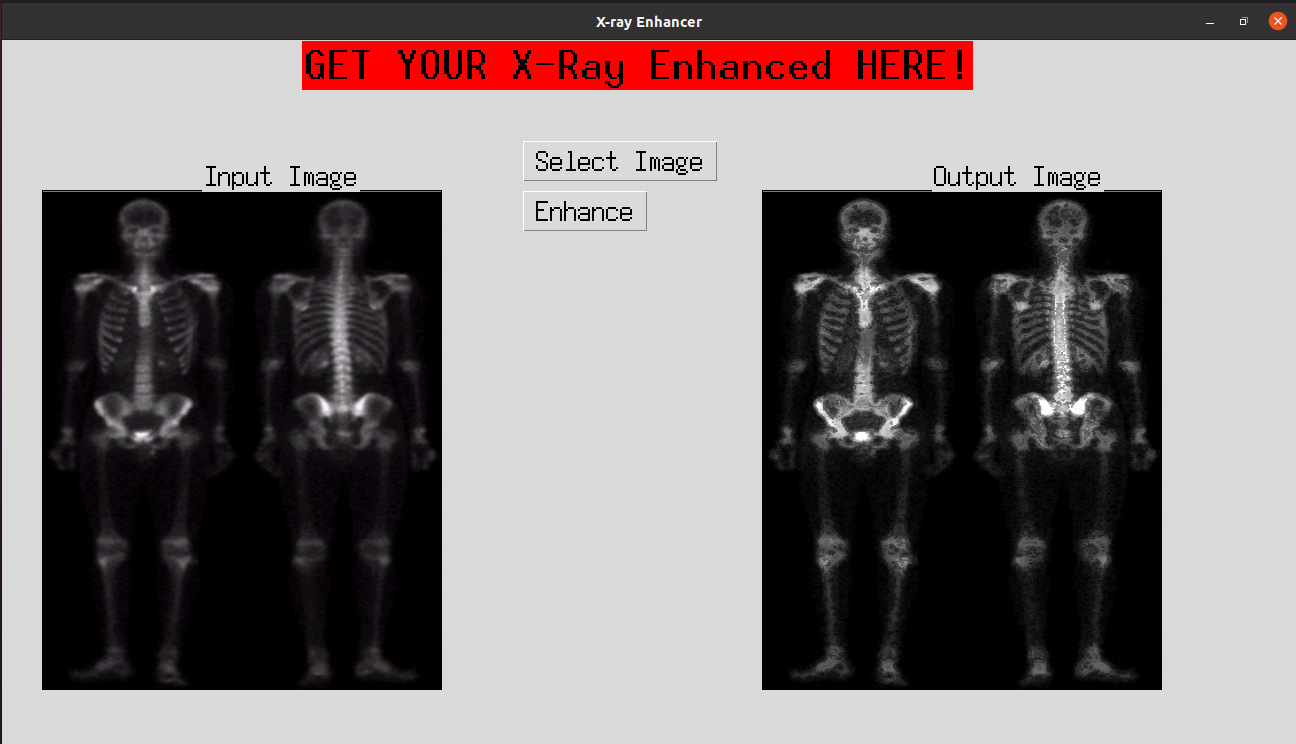 X-ray Enhancer
GET YOUR X-Ray Enhanced HERE!
Select Image
Input Image
Output Image
Enhance